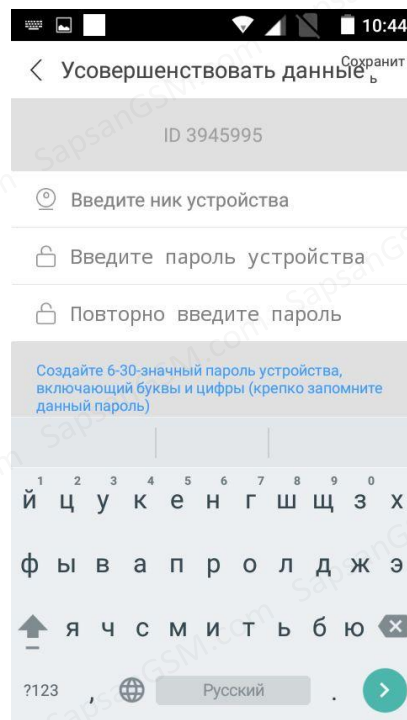 10:44
Усовершенствовать данные
Сохранит
ь
ID 3945995
Введите ник устройства
Введите пароль устройства
Повторно введите пароль
Создайте 6-30-значный пароль устройства,
включающий буквы и цифры (крепко запомните
данный пароль)
1 2 3 4 5 6 7 8 9 0
й ц у к е н г ш щ з х
ф ы в а п р о л д ж э
я ч с м и т ь б ю
?123 , Русский .
SapsanGSM.com